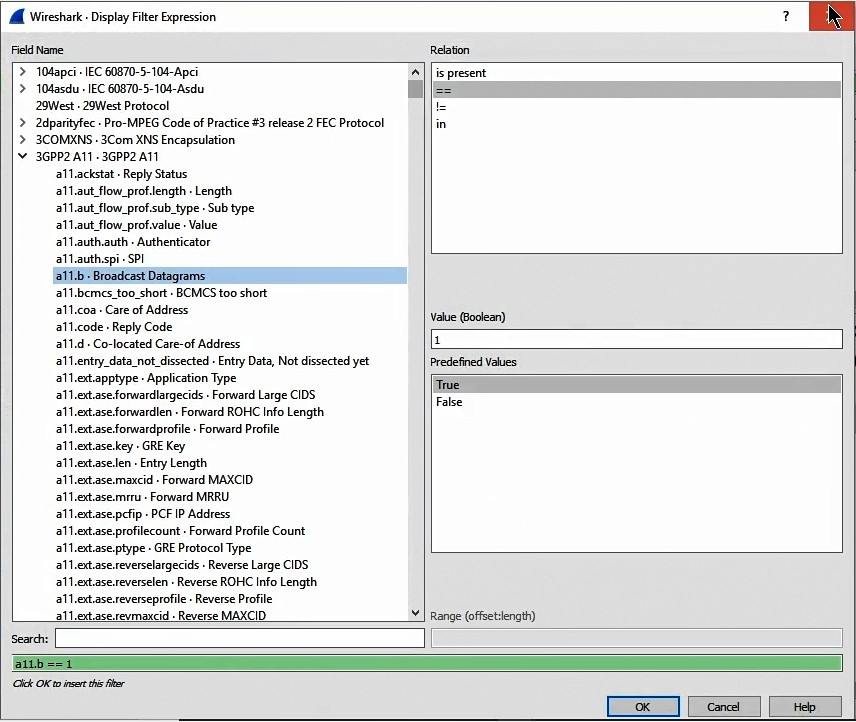 Wireshark · Display Filter Expression
?
Field Name
104apci · IEC 60870-5-104-Apci
104asdu · IEC 60870-5-104-Asdu
29West · 29West Protocol
2dparityfec · Pro-MPEG Code of Practice #3 release 2 FEC Protocol
3COMXNS · 3Com XNS Encapsulation
3GPP2 A11 · 3GPP2 A11
a11.ackstat · Reply Status
a11.aut_flow_prof.length · Length
a11.aut_flow_prof.sub_type · Sub type
a11.aut_flow_prof.value · Value
a11.auth.auth · Authenticator
a11.auth.spi · SPI
a11.b · Broadcast Datagrams
a11.bcmcs_too_short · BCMCS too short
a11.coa · Care of Address
a11.code · Reply Code
a11.d · Co-located Care-of Address
a11.entry_data_not_dissected · Entry Data, Not dissected yet
a11.ext.apptype · Application Type
a11.ext.ase.forwardlargecids · Forward Large CIDS
a11.ext.ase.forwardlen · Forward ROHC Info Length
a11.ext.ase.forwardprofile · Forward Profile
a11.ext.ase.key · GRE Key
a11.ext.ase.len · Entry Length
a11.ext.ase.maxcid · Forward MAXCID
a11.ext.ase.mrru · Forward MRRU
a11.ext.ase.pcfip · PCF IP Address
a11.ext.ase.profilecount · Forward Profile Count
a11.ext.ase.ptype · GRE Protocol Type
a11.ext.ase.reverselargecids · Reverse Large CIDS
a11.ext.ase.reverselen · Reverse ROHC Info Length
a11.ext.ase.reverseprofile · Reverse Profile
a11.ext.ase.revmaxcid · Reverse MAXCID
Search:
Relation
is present
==
!=
in
Value (Boolean)
1
Predefined Values
True
False
Range (offset:length)
a11.b == 1
Click OK to insert this filter
OK
Cancel
Help